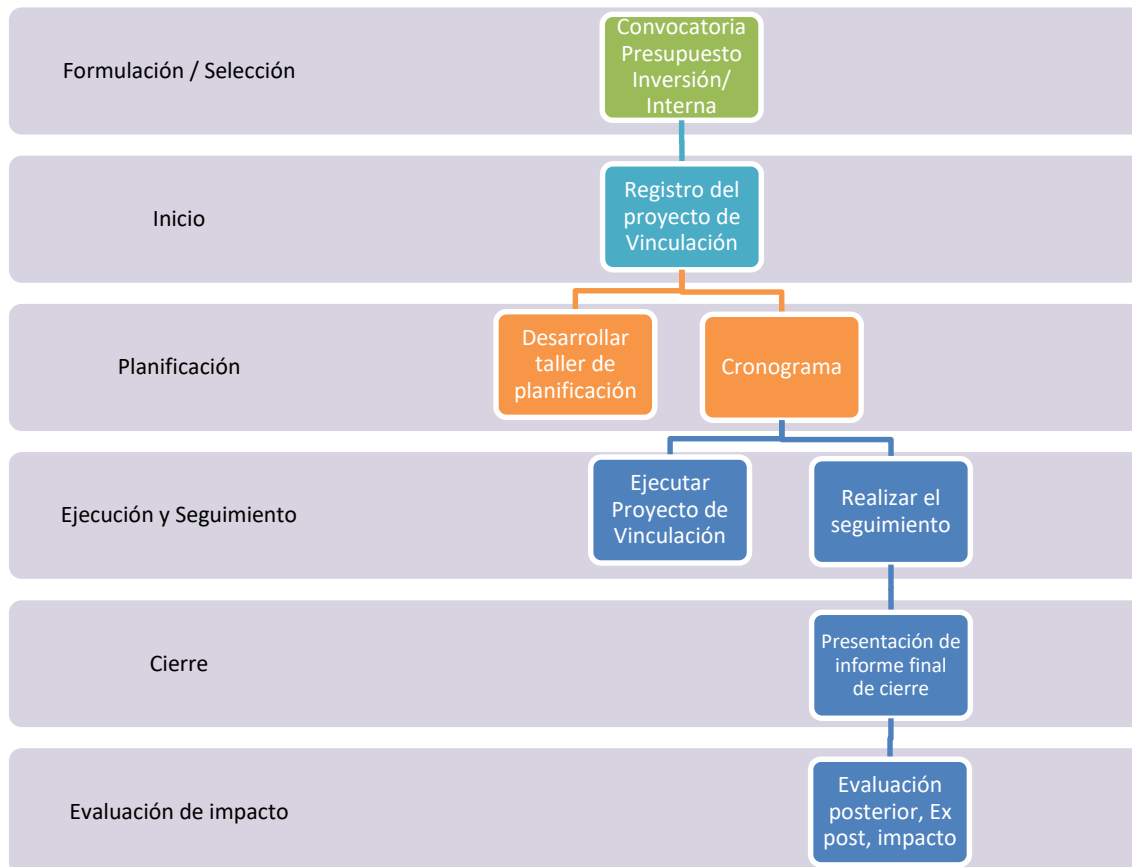 Formulación / Selección
Convocatoria
Presupuesto
Inversión/
Interna
Inicio
Registro del
proyecto de
Vinculación
Planificación
Desarrollar
taller de
planificación
Cronograma
Ejecución y Seguimiento
Ejecutar
Proyecto de
Vinculación
Realizar el
seguimiento
Cierre
Presentación de
informe final
de cierre
Evaluación de impacto
Evaluación
posterior, Ex
post, impacto